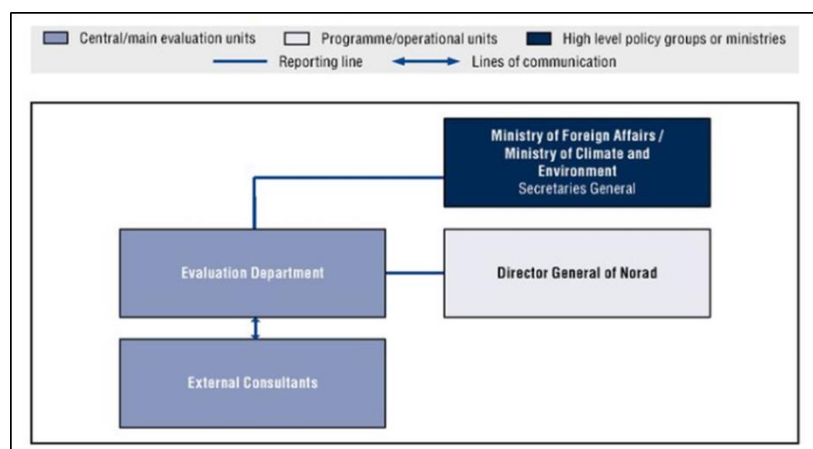 Central/main evaluation units Programme/operational units High level policy groups or ministries
Reporting line Lines of communication
Ministry of Foreign Affairs /
Ministry of Climate and
Environment
Secretaries General
Evaluation Department
Director General of Norad
External Consultants